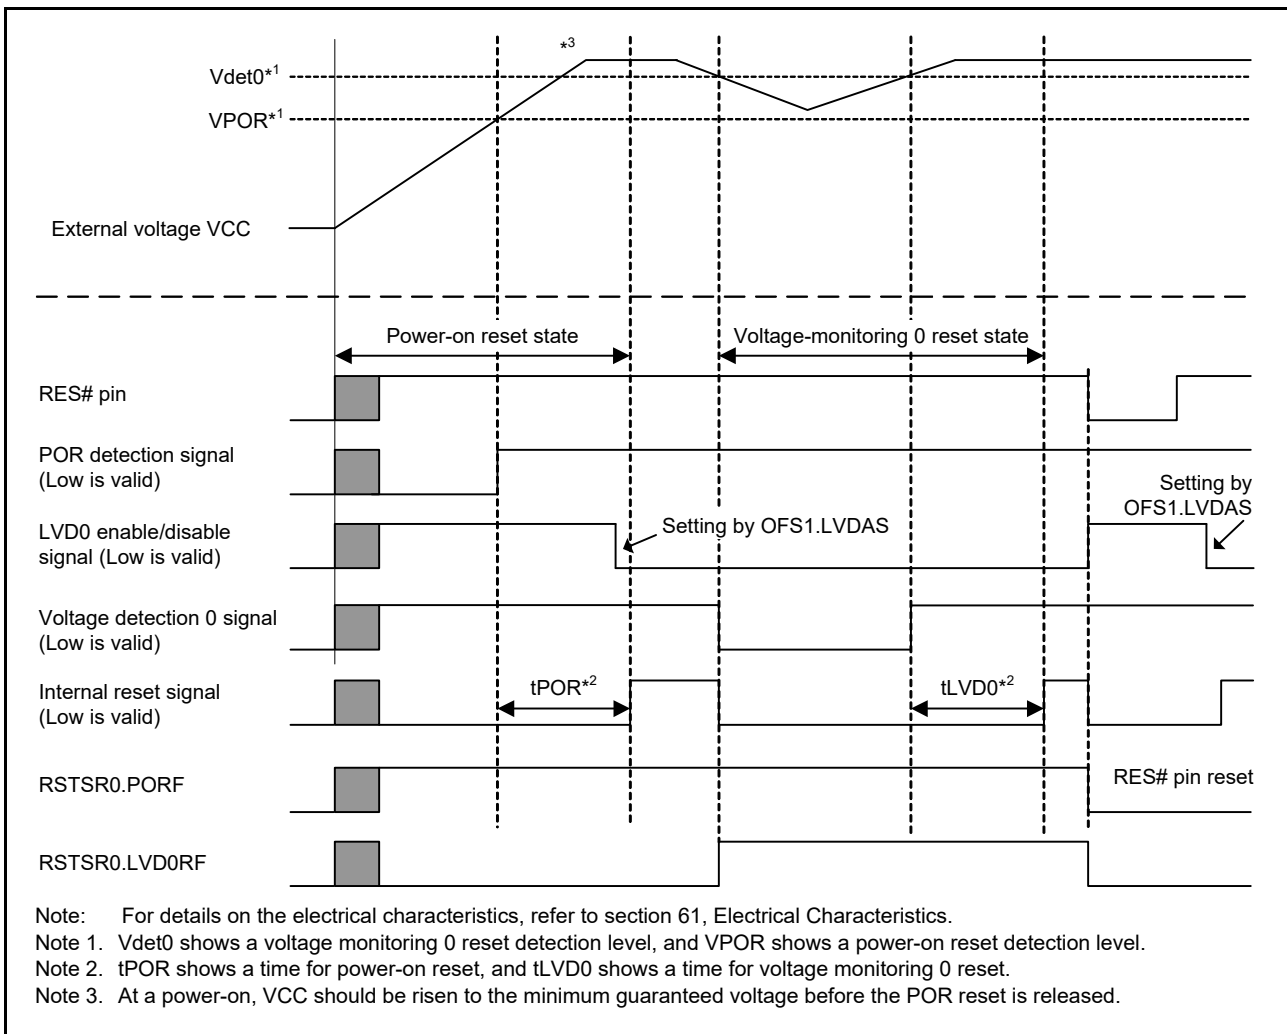 *3
Vdet0*1
VPOR*1
External voltage VCC
Power-on reset state
Voltage-monitoring 0 reset state
RES# pin
POR detection signal
(Low is valid)
Setting by
OFS1.LVDAS
LVD0 enable/disable
signal (Low is valid)
Setting by OFS1.LVDAS
Voltage detection 0 signal
(Low is valid)
Internal reset signal
(Low is valid)
tPOR*2
tLVD0*2
RSTSR0.PORF
RES# pin reset
RSTSR0.LVD0RF
Note: For details on the electrical characteristics, refer to section 61, Electrical Characteristics.
Note 1. Vdet0 shows a voltage monitoring 0 reset detection level, and VPOR shows a power-on reset detection level.
Note 2. tPOR shows a time for power-on reset, and tLVD0 shows a time for voltage monitoring 0 reset.
Note 3. At a power-on, VCC should be risen to the minimum guaranteed voltage before the POR reset is released.